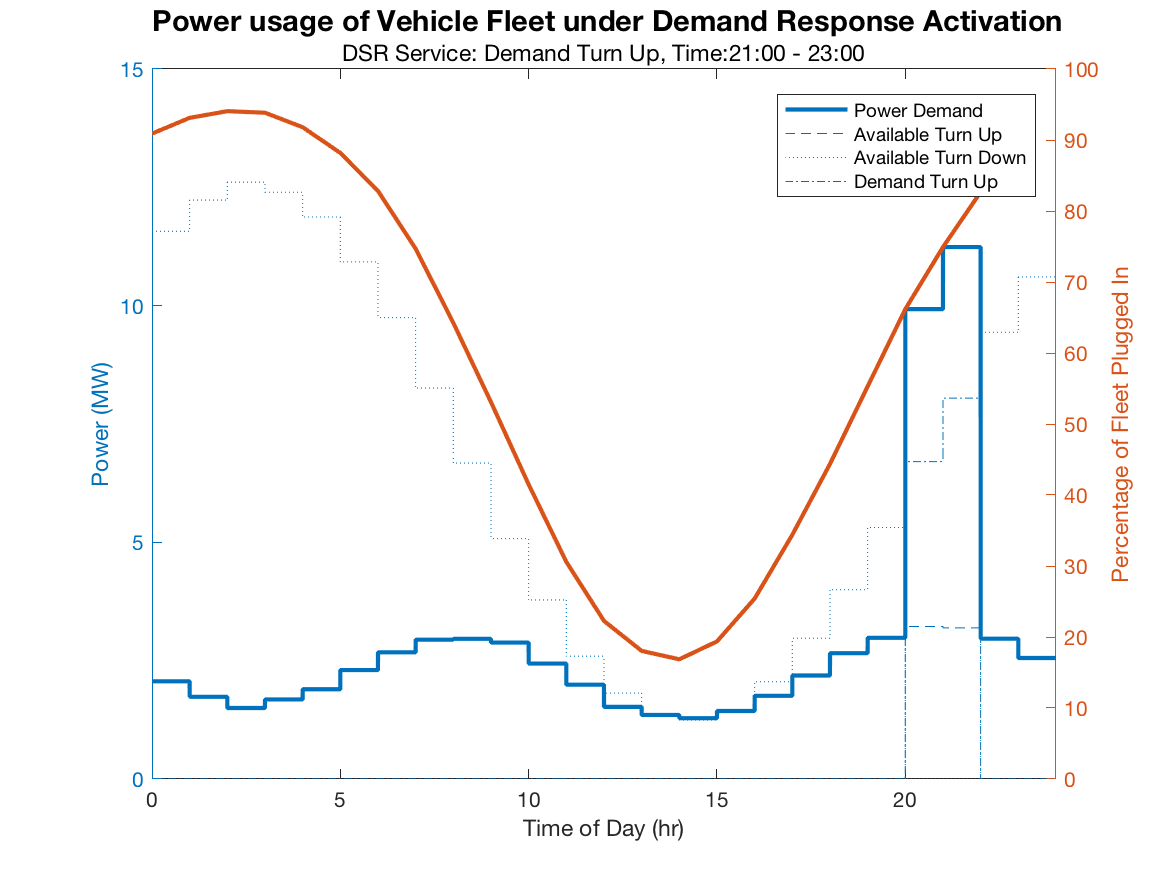 Power usage of Vehicle Fleet under Demand Response Activation
DSR Service: Demand Turn Up, Time:21:00 - 23:00
15
10
5
0
Power (MW)
Power Demand
Available Turn Up
Available Turn Down
Demand Turn Up
100
90
80
70
60
50
40
30
20
10
0
Percentage of Fleet Plugged In
0
5
10
15
20
Time of Day (hr)